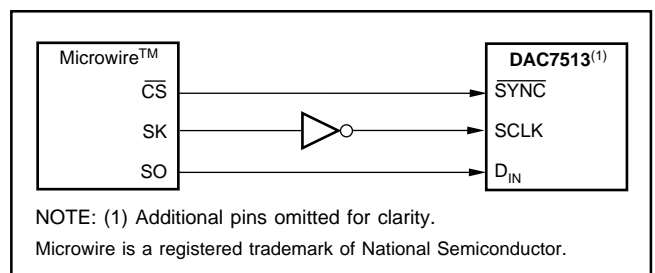 Microwire™
DAC7513(1)
CS
SYNC
SK
SCLK
SO
DIN
NOTE: (1) Additional pins omitted for clarity.
Microwire is a registered trademark of National Semiconductor.